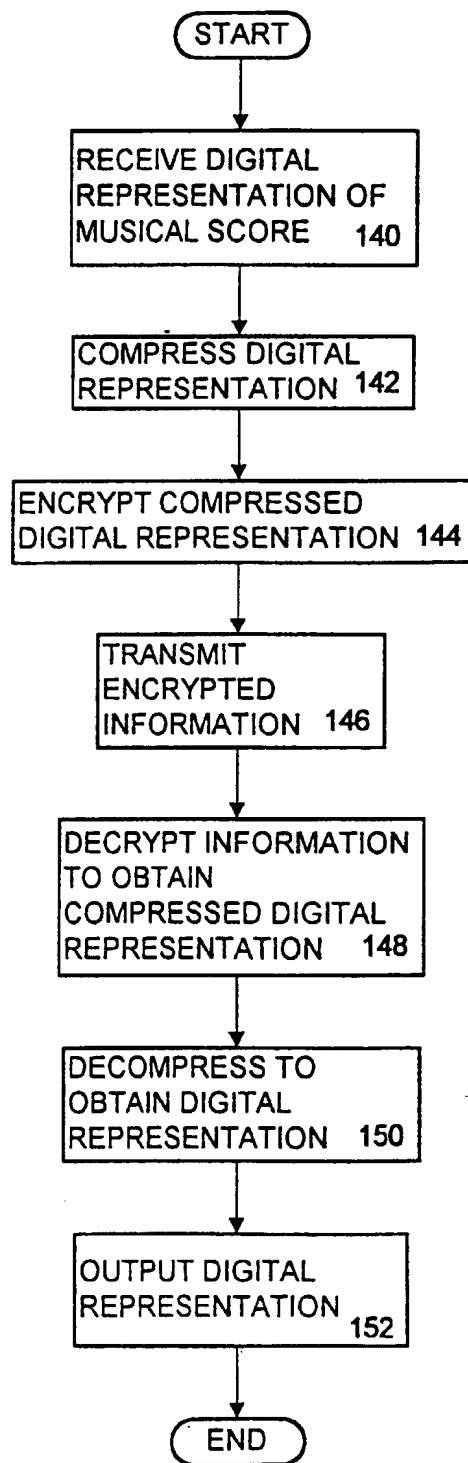 START
RECEIVE DIGITAL
REPRESENTATION OF
MUSICAL SCORE 140
COMPRESS DIGITAL
REPRESENTATION 142
ENCRYPT COMPRESSED
DIGITAL REPRESENTATION 144
TRANSMIT
ENCRYPTED
INFORMATION 146
DECRYPT INFORMATION
TO OBTAIN
COMPRESSED DIGITAL
REPRESENTATION 148
DECOMPRESS TO
OBTAIN DIGITAL
REPRESENTATION 150
OUTPUT DIGITAL
REPRESENTATION
152
END